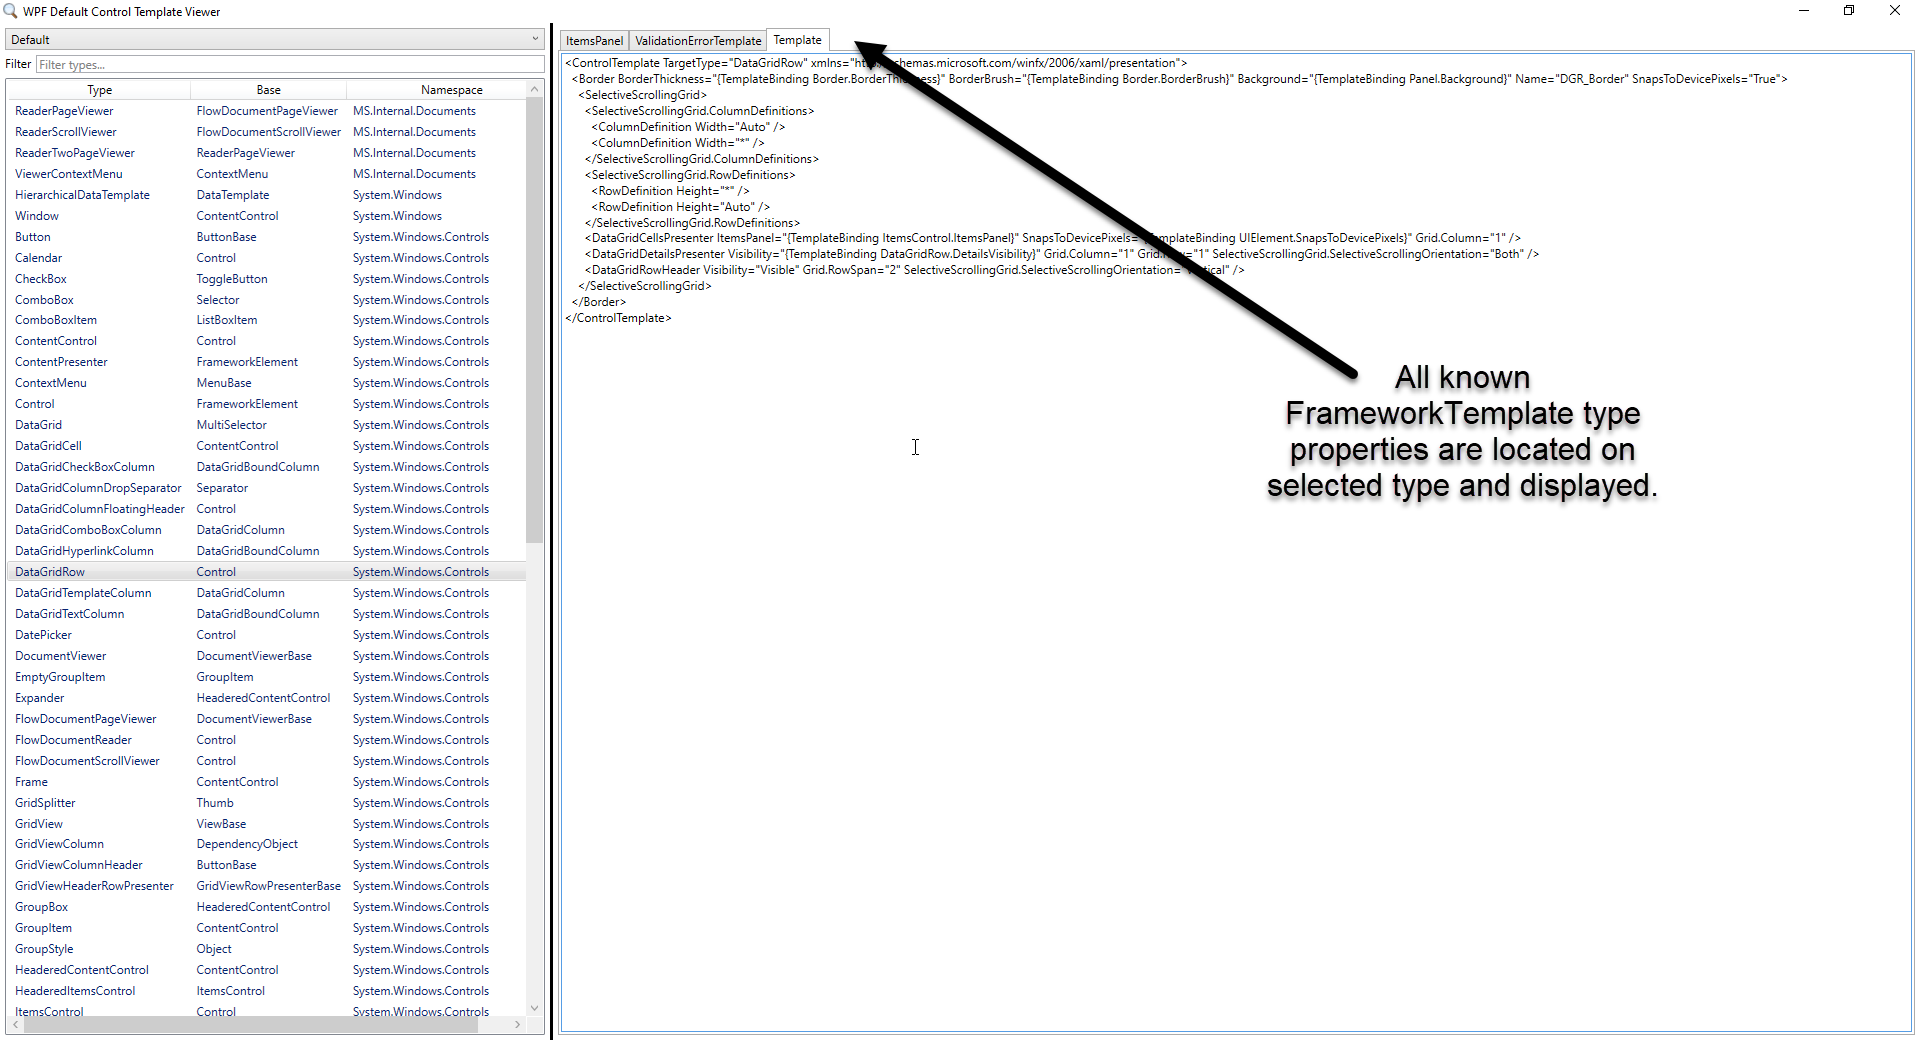 WPF Default Control Template Viewer
Default
Filter Filter types...
Type Base Namespace
ReaderPageViewer FlowDocumentPageViewer MS.Internal.Documents
ReaderScrollViewer FlowDocumentScrollViewer MS.Internal.Documents
ReaderTwoPageViewer ReaderPageViewer MS.Internal.Documents
ViewerContextMenu ContextMenu MS.Internal.Documents
HierarchicalDataTemplate DataTemplate System.Windows
Window ContentControl System.Windows
Button ButtonBase System.Windows.Controls
Calendar Control System.Windows.Controls
CheckBox ToggleButton System.Windows.Controls
ComboBox Selector System.Windows.Controls
ComboBoxItem ListBoxItem System.Windows.Controls
ContentControl Control System.Windows.Controls
ContentPresenter FrameworkElement System.Windows.Controls
ContextMenu MenuBase System.Windows.Controls
Control FrameworkElement System.Windows.Controls
DataGrid MultiSelector System.Windows.Controls
DataGridCell ContentControl System.Windows.Controls
DataGridCheckBoxColumn DataGridBoundColumn System.Windows.Controls
DataGridColumnDropSeparator Separator System.Windows.Controls
DataGridColumnFloatingHeader Control System.Windows.Controls
DataGridComboBoxColumn DataGridColumn System.Windows.Controls
DataGridHyperlinkColumn DataGridBoundColumn System.Windows.Controls
DataGridRow Control System.Windows.Controls
DataGridTemplateColumn DataGridColumn System.Windows.Controls
DataGridTextColumn DataGridBoundColumn System.Windows.Controls
DatePicker Control System.Windows.Controls
DocumentViewer DocumentViewerBase System.Windows.Controls
EmptyGroupItem GroupItem System.Windows.Controls
Expander HeaderedContentControl System.Windows.Controls
FlowDocumentPageViewer DocumentViewerBase System.Windows.Controls
FlowDocumentReader Control System.Windows.Controls
FlowDocumentScrollViewer Control System.Windows.Controls
Frame ContentControl System.Windows.Controls
GridSplitter Thumb System.Windows.Controls
GridView ViewBase System.Windows.Controls
GridViewColumn DependencyObject System.Windows.Controls
GridViewColumnHeader ButtonBase System.Windows.Controls
GridViewHeaderRowPresenter GridViewRowPresenterBase System.Windows.Controls
GroupBox HeaderedContentControl System.Windows.Controls
GroupItem ContentControl System.Windows.Controls
GroupStyle Object System.Windows.Controls
HeaderedContentControl ContentControl System.Windows.Controls
HeaderedItemsControl ItemsControl System.Windows.Controls
ItemsControl Control System.Windows.Controls
ItemsPanel ValidationErrorTemplate Template
<ControlTemplate TargetType="DataGridRow" xmlns="ht schemas.microsoft.com/winfx/2006/xaml/presentation">
<Border BorderThickness="{TemplateBinding Border.BorderThickness}" BorderBrush="{TemplateBinding Border.BorderBrush}" Background="{TemplateBinding Panel.Background}" Name="DGR_Border" SnapsToDevicePixels="True">
<SelectiveScrollingGrid>
<SelectiveScrollingGrid.ColumnDefinitions>
<ColumnDefinition Width="Auto" />
<ColumnDefinition Width="*" />
</SelectiveScrollingGrid.ColumnDefinitions>
<SelectiveScrollingGrid.RowDefinitions>
<RowDefinition Height="*" />
<RowDefinition Height="Auto" />
</SelectiveScrollingGrid.RowDefinitions>
<DataGridCellsPresenter ItemsPanel="{TemplateBinding ItemsControl.ItemsPanel}" SnapsToDevicePixels="{TemplateBinding UIElement.SnapsToDevicePixels}" Grid.Column="1" />
<DataGridDetailsPresenter Visibility="{TemplateBinding DataGridRow.DetailsVisibility}" Grid.Column="1" Grid.Row="1" SelectiveScrollingGrid.SelectiveScrollingOrientation="Both" />
<DataGridRowHeader Visibility="Visible" Grid.RowSpan="2" SelectiveScrollingGrid.SelectiveScrollingOrientation="Vertical" />
</SelectiveScrollingGrid>
</Border>
</ControlTemplate>
All known
FrameworkTemplate type
properties are located on
selected type and displayed.